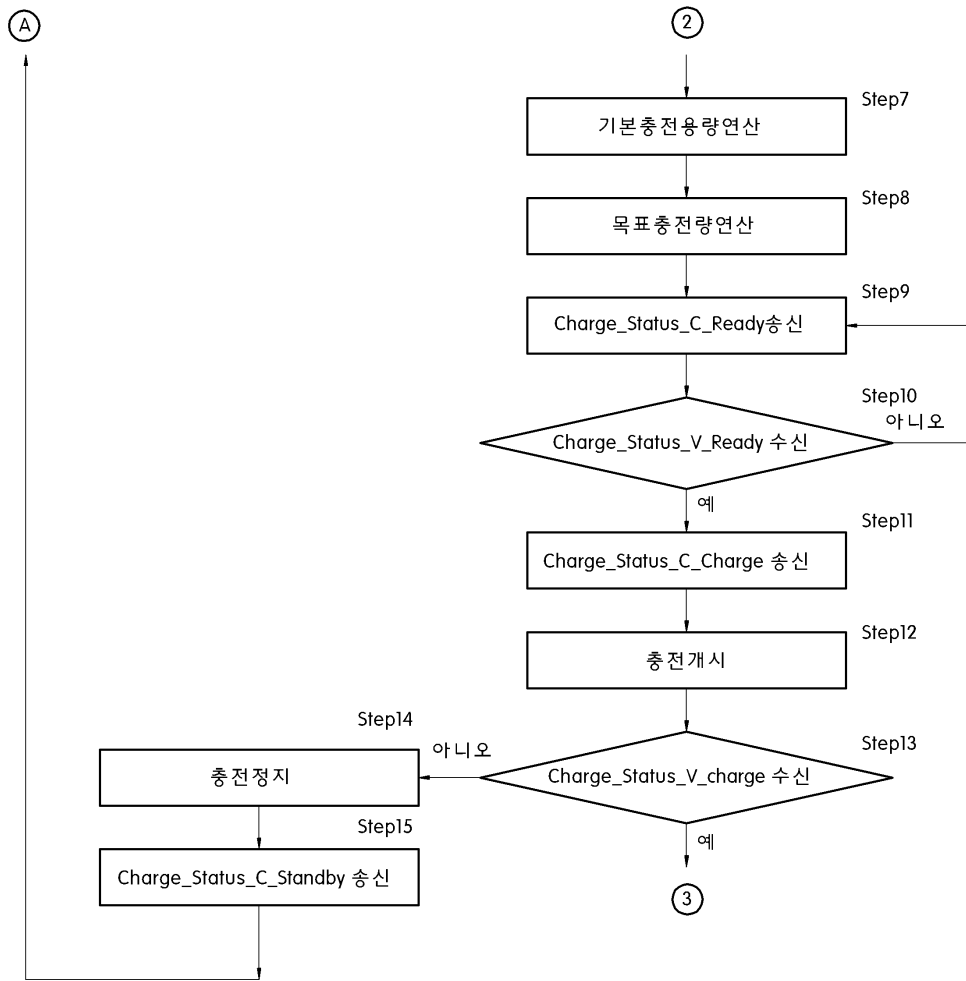 A
2
Step7
기본충전용량연산
Step8
목표충전량연산
Step9
Charge_Status_C_Ready송신
Step10
아니오
Charge_Status_V_Ready 수신
예
Step11
Charge_Status_C_Charge 송신
Step12
충전개시
Step13
Charge_Status_V_charge 수신
아니오
Step14
충전정지
예
Step15
Charge_Status_C_Standby 송신
3